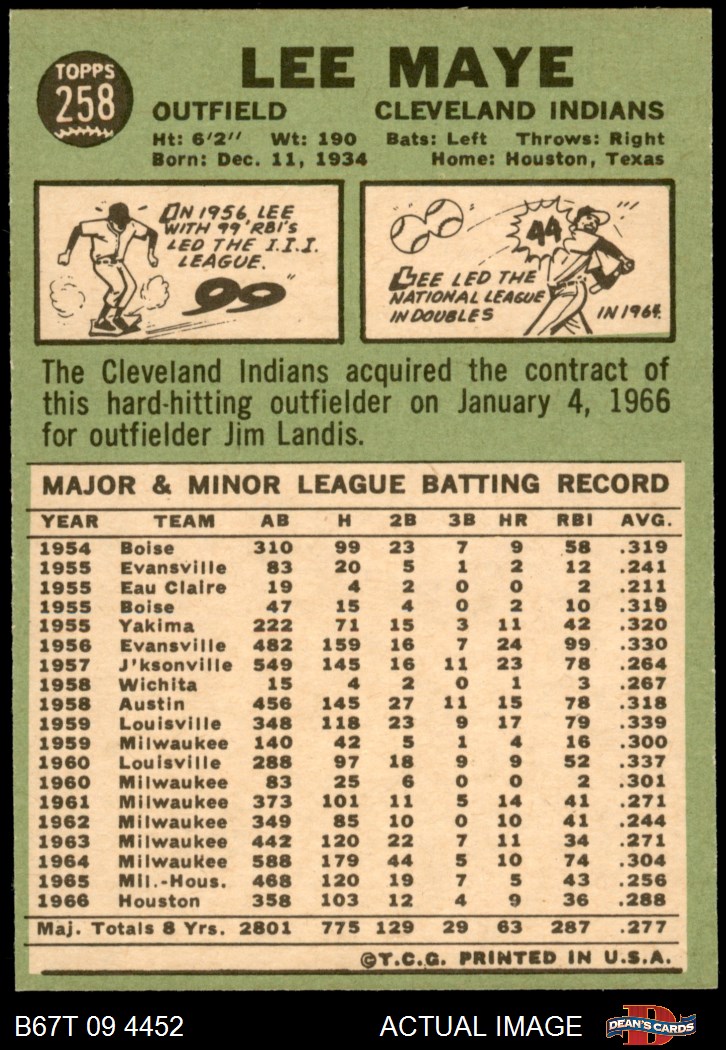 TOPPS
258
LEE MAYE
OUTFIELD CLEVELAND INDIANS
Ht: 6'2" Wt: 190 Bats: Left Throws: Right
Born: Dec. 11, 1934 Home: Houston, Texas
IN 1956, LEE
WITH 99 RBI'S
LED THE I.I.I.
LEAGUE.
99
44
LEE LED THE
NATIONAL LEAGUE
IN DOUBLES
IN 1964.
The Cleveland Indians acquired the contract of
this hard-hitting outfielder on January 4, 1966
for outfielder Jim Landis.
MAJOR & MINOR LEAGUE BATTING RECORD
YEAR TEAM AB H 2B 3B HR RBI AVG.
1954 Boise 310 99 23 7 9 58 .319
1955 Evansville 83 20 5 1 2 12 .241
1955 Eau Claire 19 4 2 0 0 2 .211
1955 Boise 47 15 4 0 2 10 .319
1955 Yakima 222 71 15 3 11 42 .320
1956 Evansville 482 159 16 7 24 99 .330
1957 J'ksonville 549 145 16 11 23 78 .264
1958 Wichita 15 4 2 0 1 3 .267
1958 Austin 456 145 27 11 15 78 .318
1959 Louisville 348 118 23 9 17 79 .339
1959 Milwaukee 140 42 5 1 4 16 .300
1960 Louisville 288 97 18 9 9 52 .337
1960 Milwaukee 83 25 6 0 0 2 .301
1961 Milwaukee 373 101 11 5 14 41 .271
1962 Milwaukee 349 85 10 0 10 41 .244
1963 Milwaukee 442 120 22 7 11 34 .271
1964 Milwaukee 588 179 44 5 10 74 .304
1965 Mil.-Hous. 468 120 19 7 5 43 .256
1966 Houston 358 103 12 4 9 36 .288
Maj. Totals 8 Yrs. 2801 775 129 29 63 287 .277
©T.C.G. PRINTED IN U.S.A.
B67T 09 4452 ACTUAL IMAGE
DEAN'S CARDS